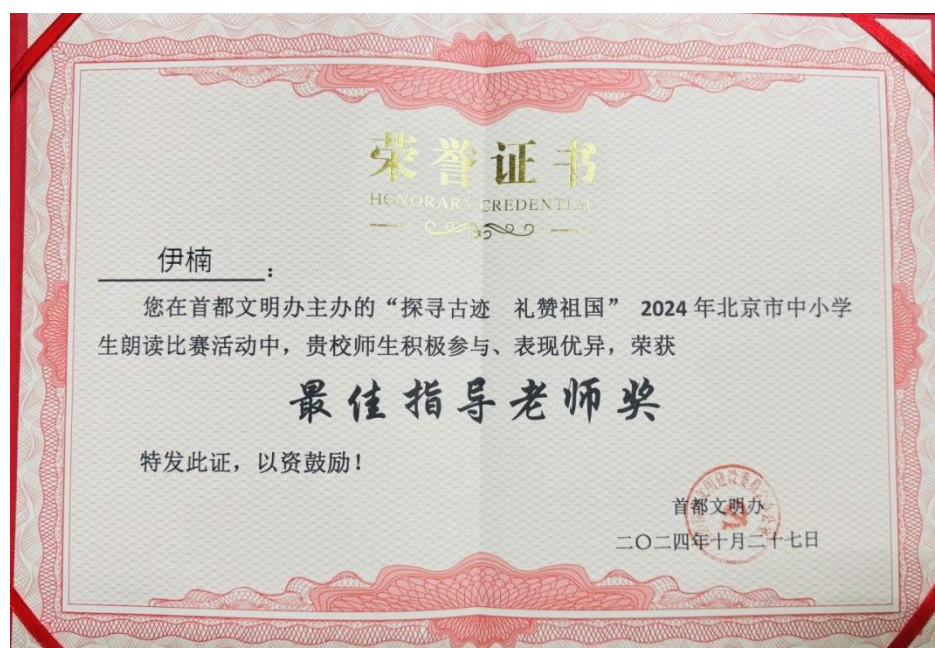 荣誉证书
HONORARY CREDENTIAL
伊楠：
您在首都文明办主办的“探寻古迹 礼赞祖国” 2024 年北京市中小学
生朗读比赛活动中，贵校师生积极参与、表现优异，荣获
最佳指导老师奖
特发此证，以资鼓励！
首都文明办
二〇二四年十月二十七日